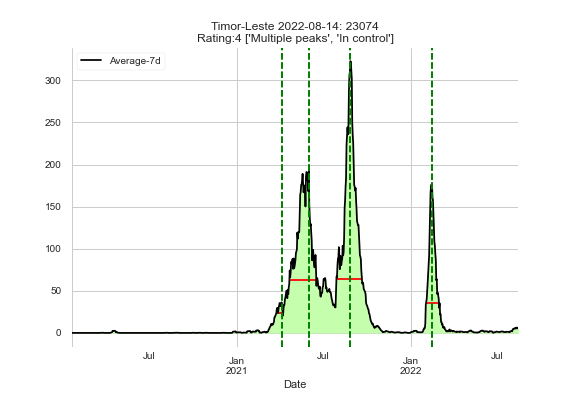 Timor-Leste 2022-08-14: 23074
Rating:4 ['Multiple peaks', 'In control']
Average-7d
300
250
200
150
100
50
0
Jul
Jan
2021
Jul
Jan
2022
Jul
Date